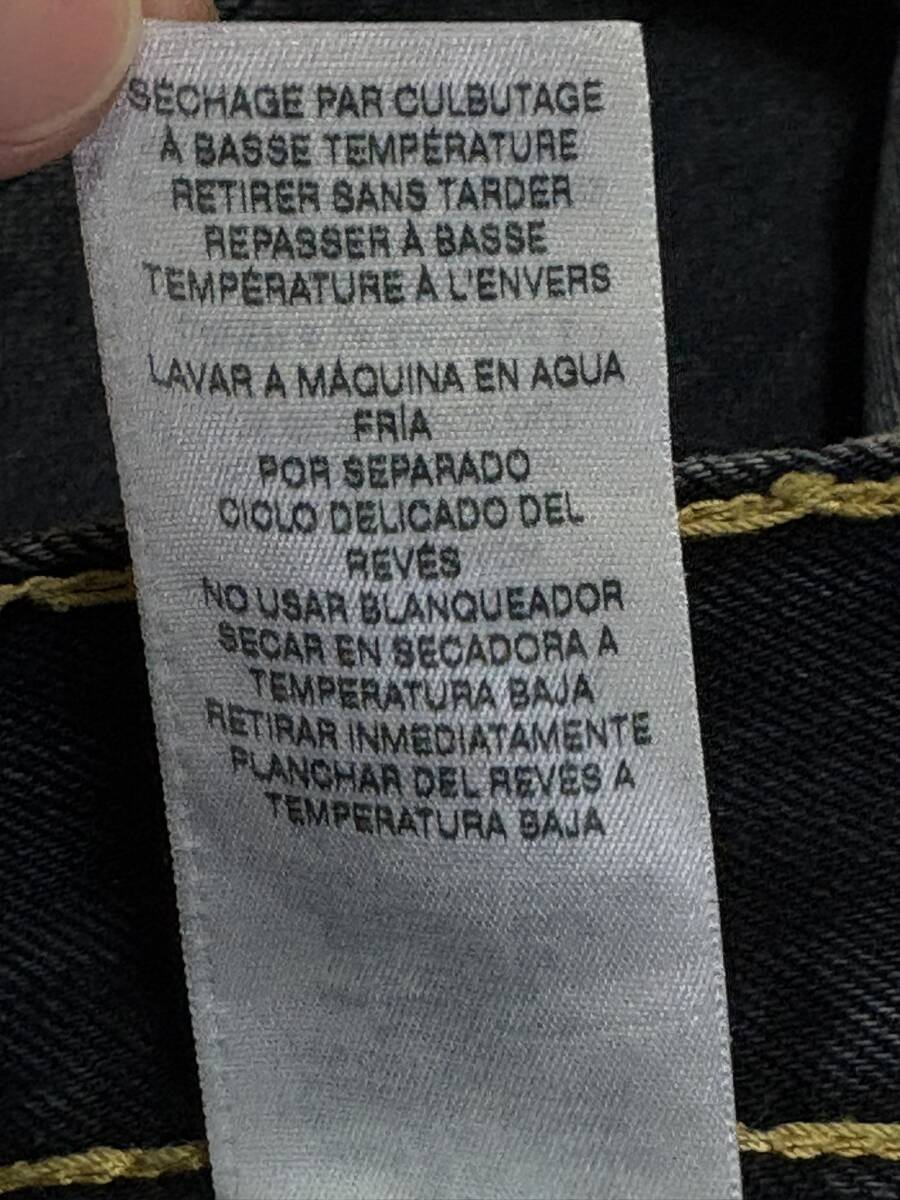 SÉCHAGE PAR CULBUTAGE
À BASSE TEMPÉRATURE
RETIRER SANS TARDER
REPASSER À BASSE
TEMPÉRATURE À L'ENVERS
LAVAR A MÁQUINA EN AGUA
FRÍA
POR SEPARADO
CICLO DELICADO DEL
REVÉS
NO USAR BLANQUEADOR
SECAR EN SECADORA A
TEMPERATURA BAJA
RETIRAR INMEDIATAMENTE
PLANCHAR DEL REVÉS A
TEMPERATURA BAJA